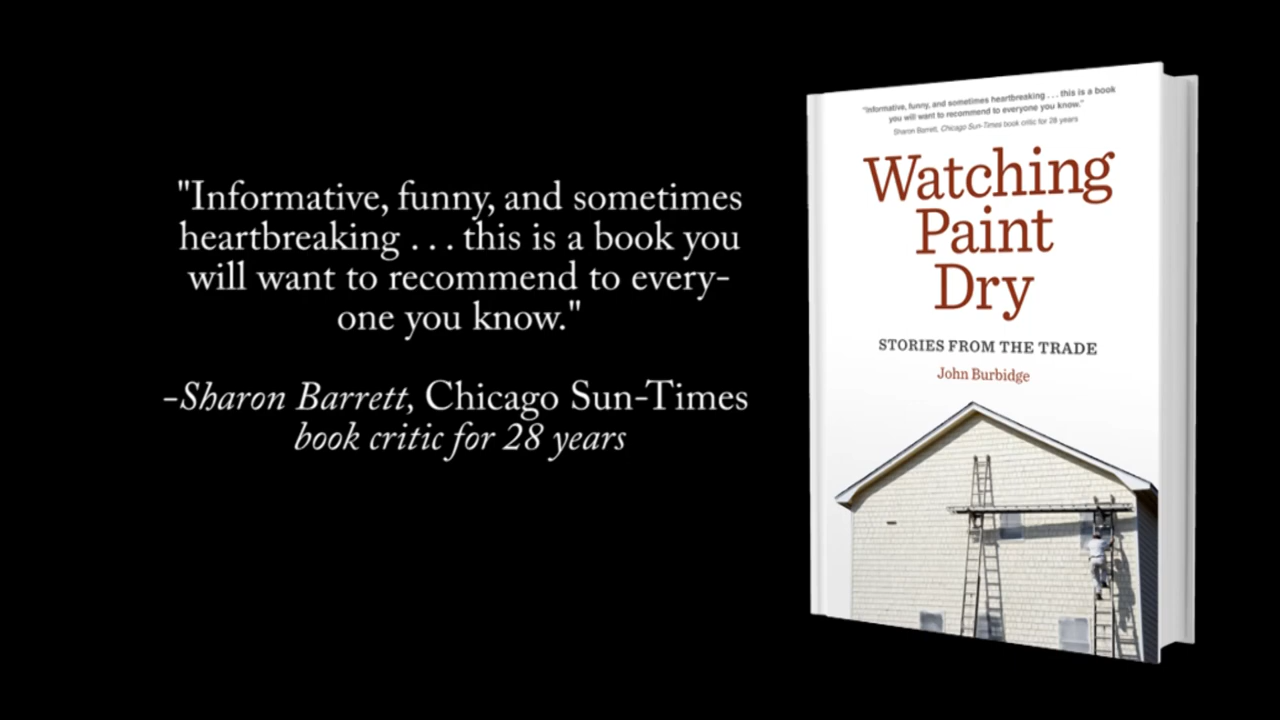 "Informative, funny, and sometimes
heartbreaking . . . this is a book you
will want to recommend to every-
one you know."
-Sharon Barrett, Chicago Sun-Times
book critic for 28 years
"Informative, funny, and sometimes heartbreaking . . . this is a book
you will want to recommend to everyone you know."
Sharon Barrett, Chicago Sun-Times book critic for 28 years
Watching
Paint
Dry
STORIES FROM THE TRADE
John Burbidge